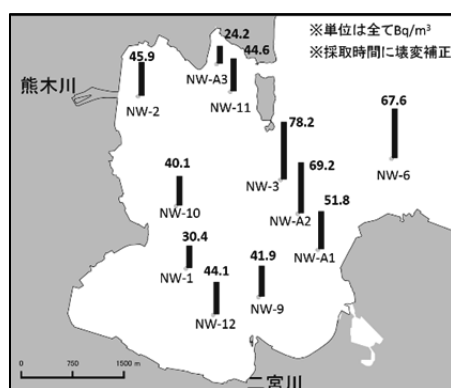 ※単位は全てBq/m³
※採取時間に壊変補正
24.2
44.6
45.9
NW-A3
NW-11
熊木川
NW-2
67.6
78.2
NW-6
69.2
40.1
NW-3
51.8
NW-10
NW-A2
30.4
NW-A1
41.9
44.1
NW-1
NW-9
NW-12
0 750 1500 m
二宮川